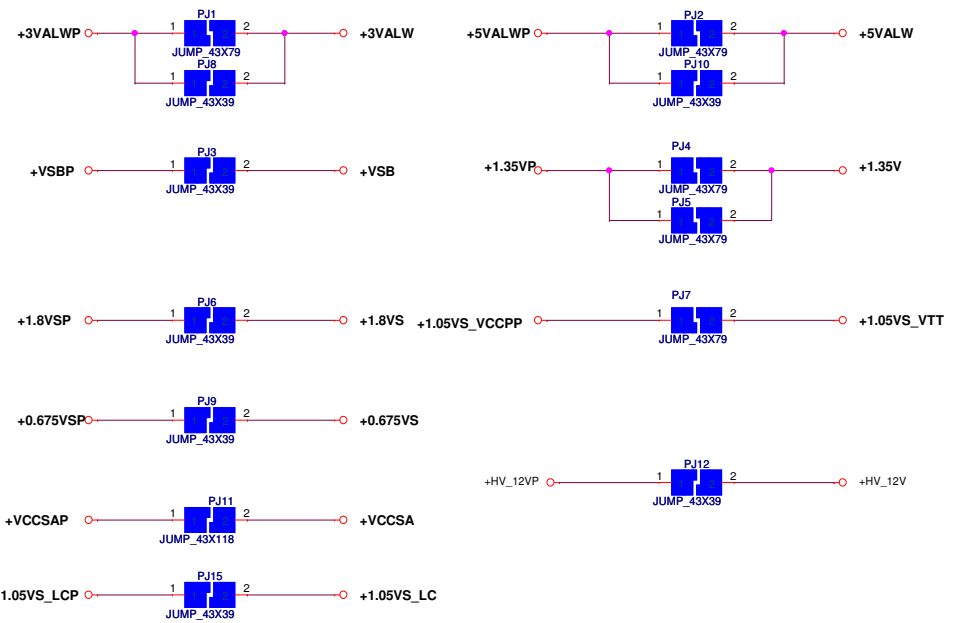 PJ1
+3VALWP 1 2 +3VALW
JUMP_43X79
PJ8
1 2
JUMP_43X39
PJ2
+5VALWP 1 2 +5VALW
JUMP_43X79
PJ10
1 2
JUMP_43X39
PJ3
+VSBP 1 2 +VSB
JUMP_43X39
PJ4
+1.35VP 1 2 +1.35V
JUMP_43X79
PJ5
1 2
JUMP_43X79
PJ6
+1.8VSP 1 2 +1.8VS
JUMP_43X39
PJ7
+1.05VS_VCCPP 1 2 +1.05VS_VTT
JUMP_43X79
PJ9
+0.675VSP 1 2 +0.675VS
JUMP_43X39
PJ12
+HV_12VP 1 2 +HV_12V
JUMP_43X39
PJ11
+VCCSAP 1 2 +VCCSA
JUMP_43X118
PJ15
1.05VS_LCP 1 2 +1.05VS_LC
JUMP_43X39